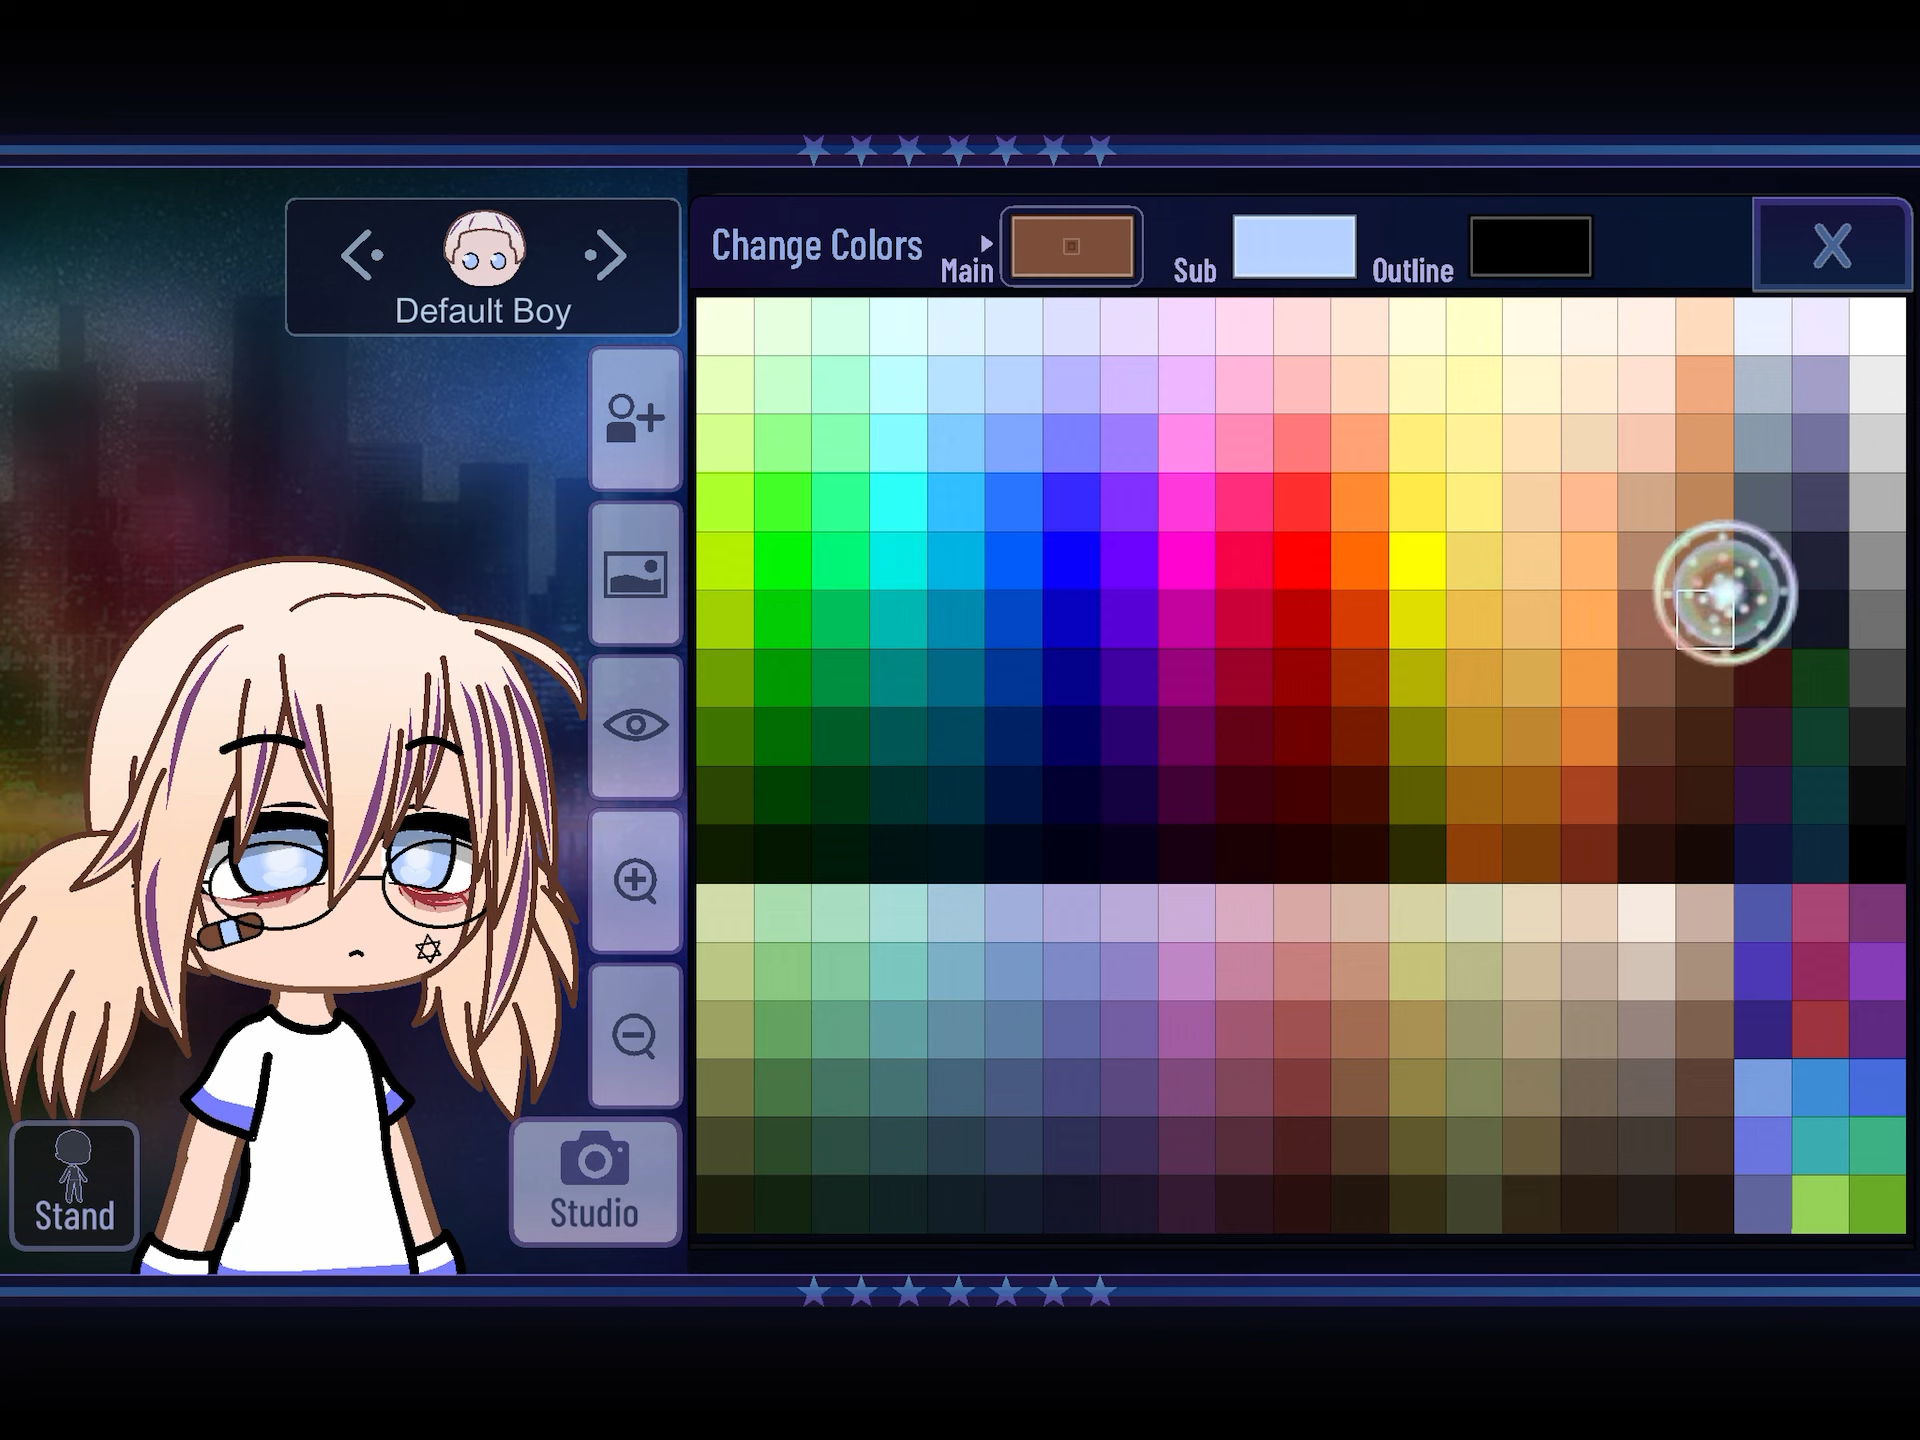 Default Boy
Change Colors
Main
Sub
Outline
X
Stand
Studio